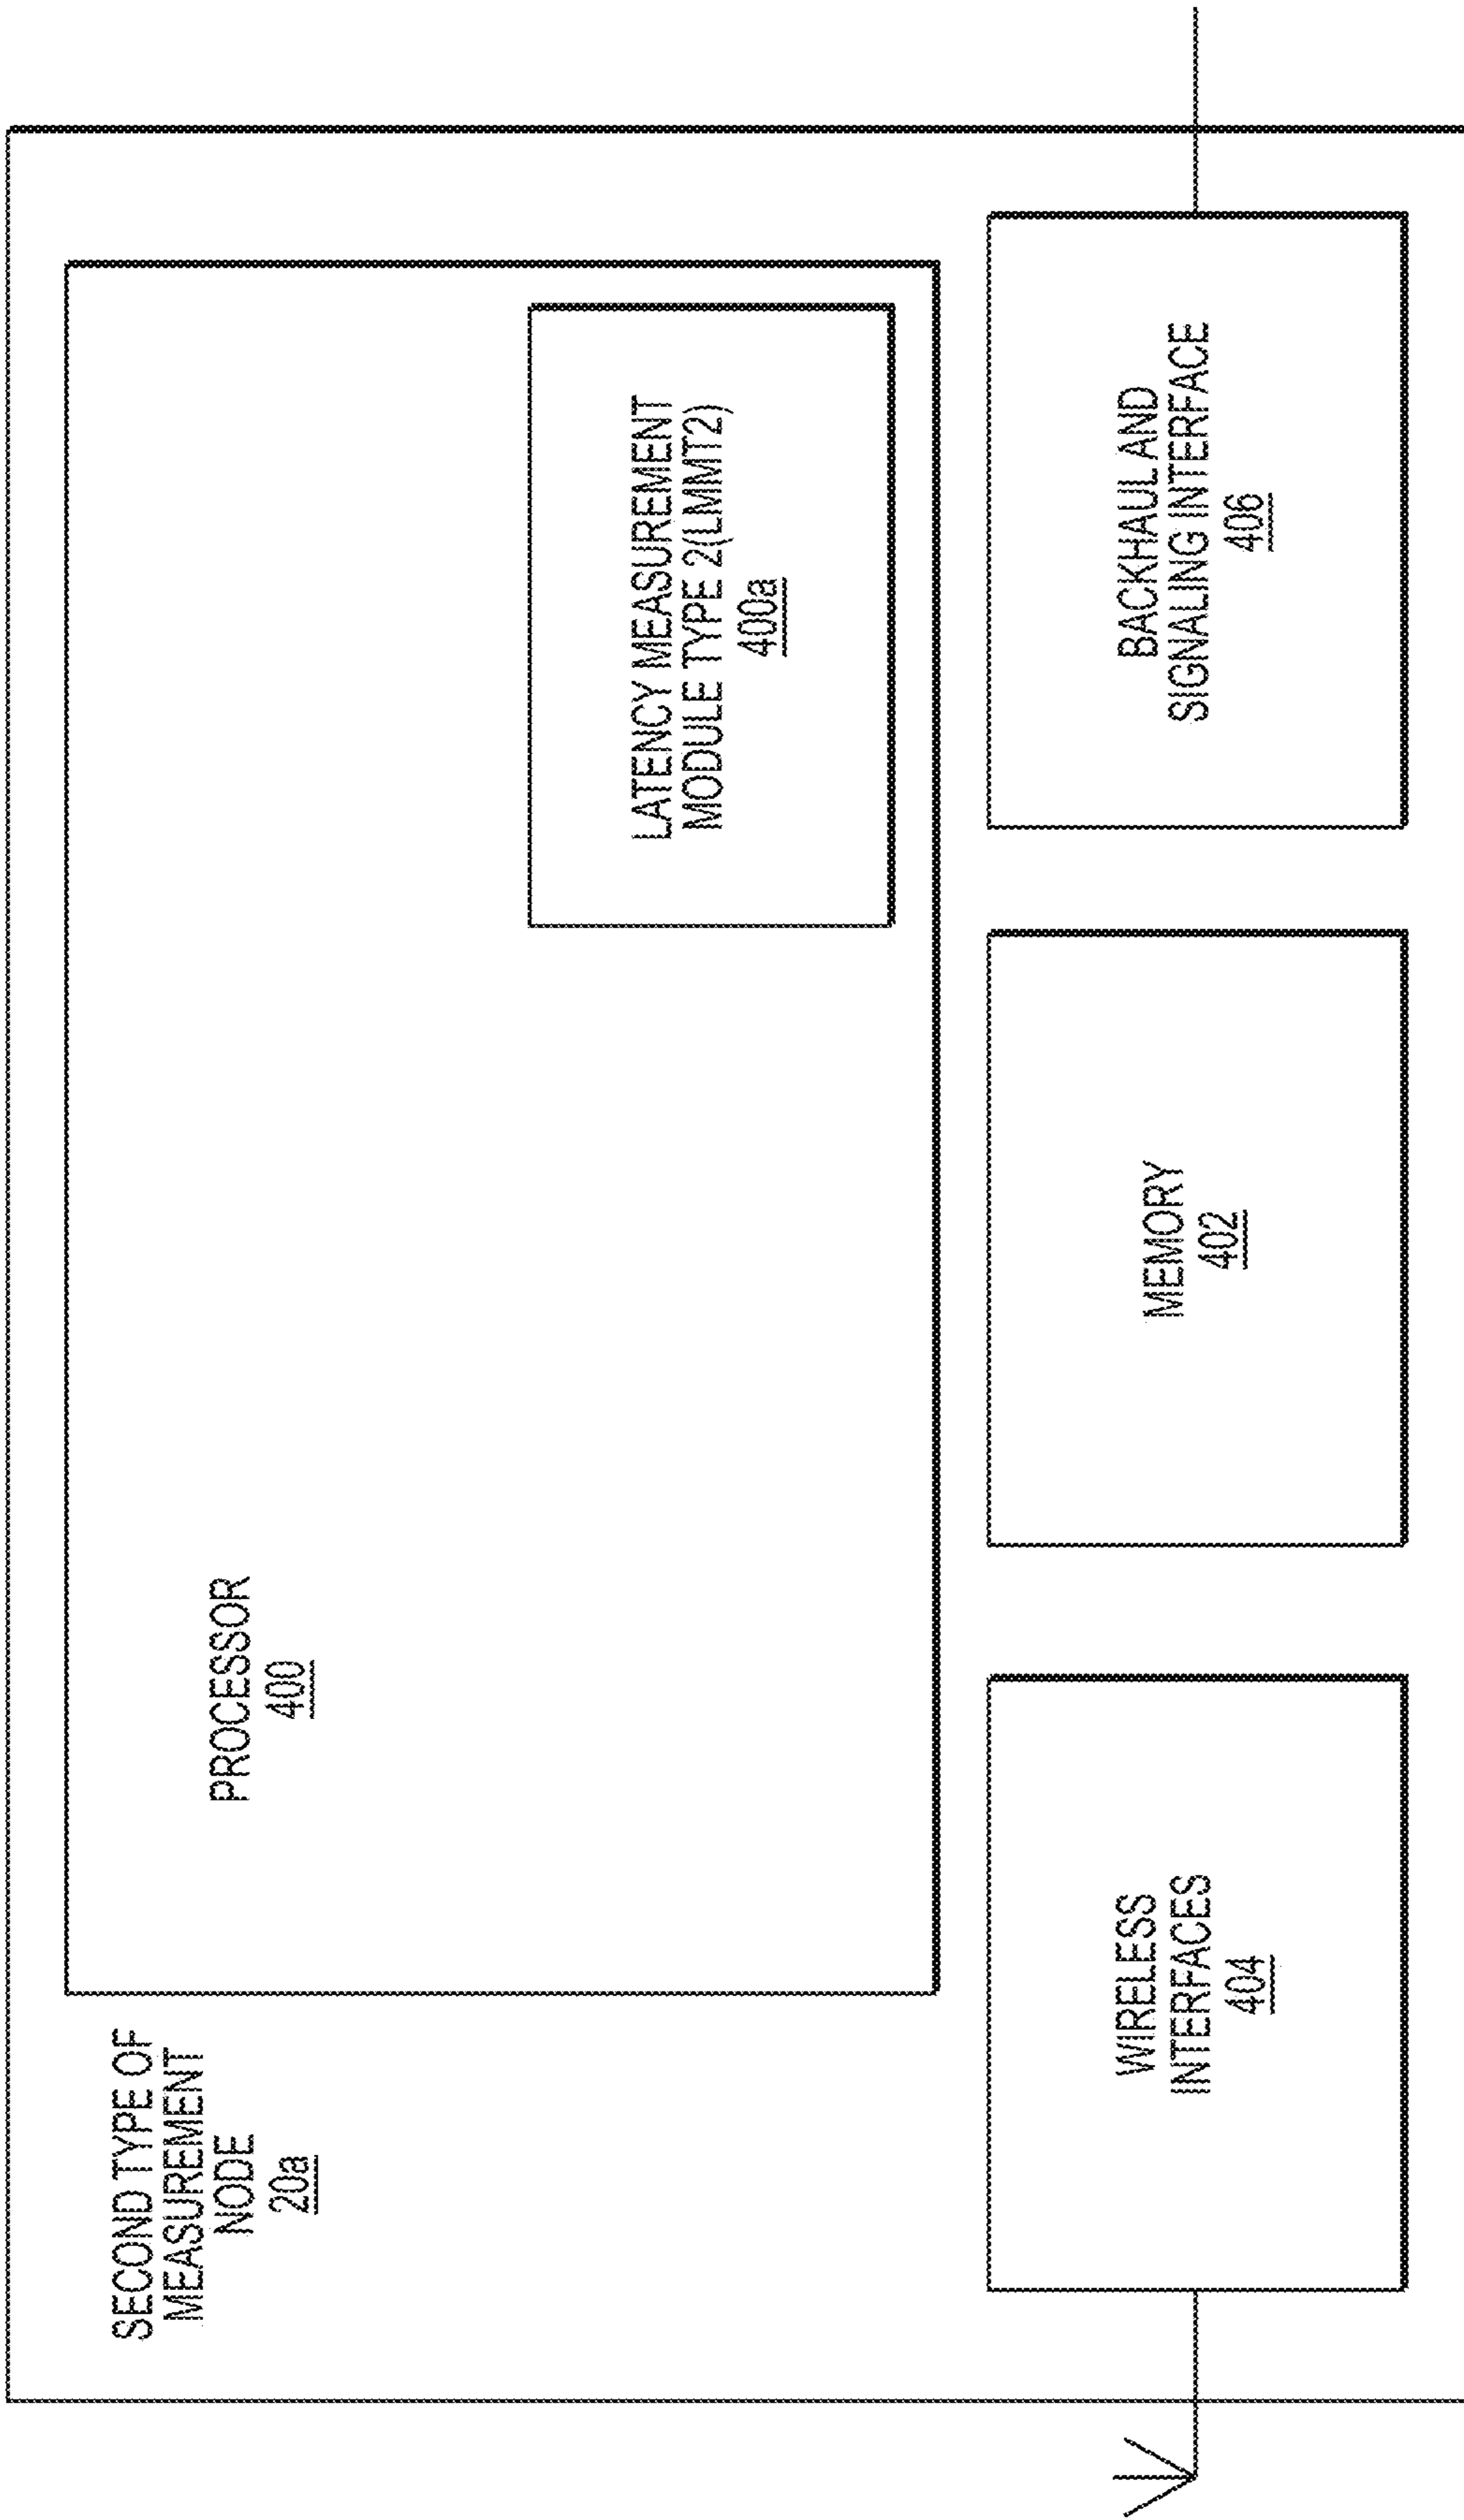 SECOND TYPE OF
MEASUREMENT
NODE
20a
PROCESSOR
400
LATENCY MEASUREMENT
MODULE TYPE 2(LMMT2)
400a
WIRELESS
INTERFACES
404
MEMORY
402
BACKHAUL AND
SIGNALING INTERFACE
406